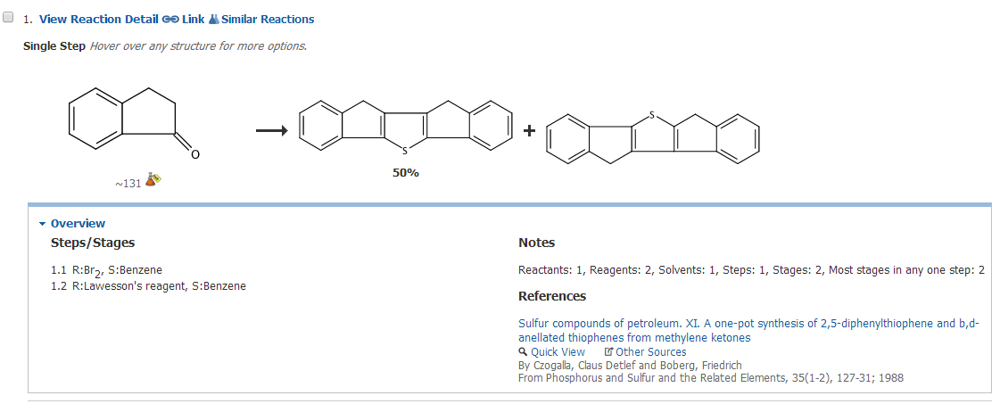 1. View Reaction Detail Link Similar Reactions
Single Step Hover over any structure for more options.
O
S
S
+
50%
~131
Overview
Steps/Stages
1.1 R:Br2, S:Benzene
1.2 R:Lawesson's reagent, S:Benzene
Notes
Reactants: 1, Reagents: 2, Solvents: 1, Steps: 1, Stages: 2, Most stages in any one step: 2
References
Sulfur compounds of petroleum. XI. A one-pot synthesis of 2,5-diphenylthiophene and b,d-
anellated thiophenes from methylene ketones
Quick View Other Sources
By Czogalla, Claus Detlef and Boberg, Friedrich
From Phosphorus and Sulfur and the Related Elements, 35(1-2), 127-31; 1988